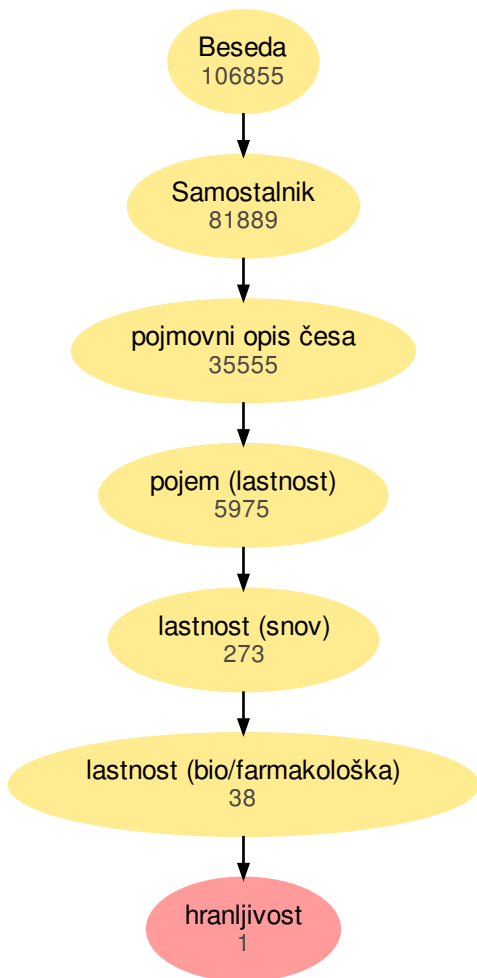 Beseda
106855
Samostalnik
81889
pojmovni opis česa
35555
pojem (lastnost)
5975
lastnost (snov)
273
lastnost (bio/farmakološka)
38
hranljivost
1